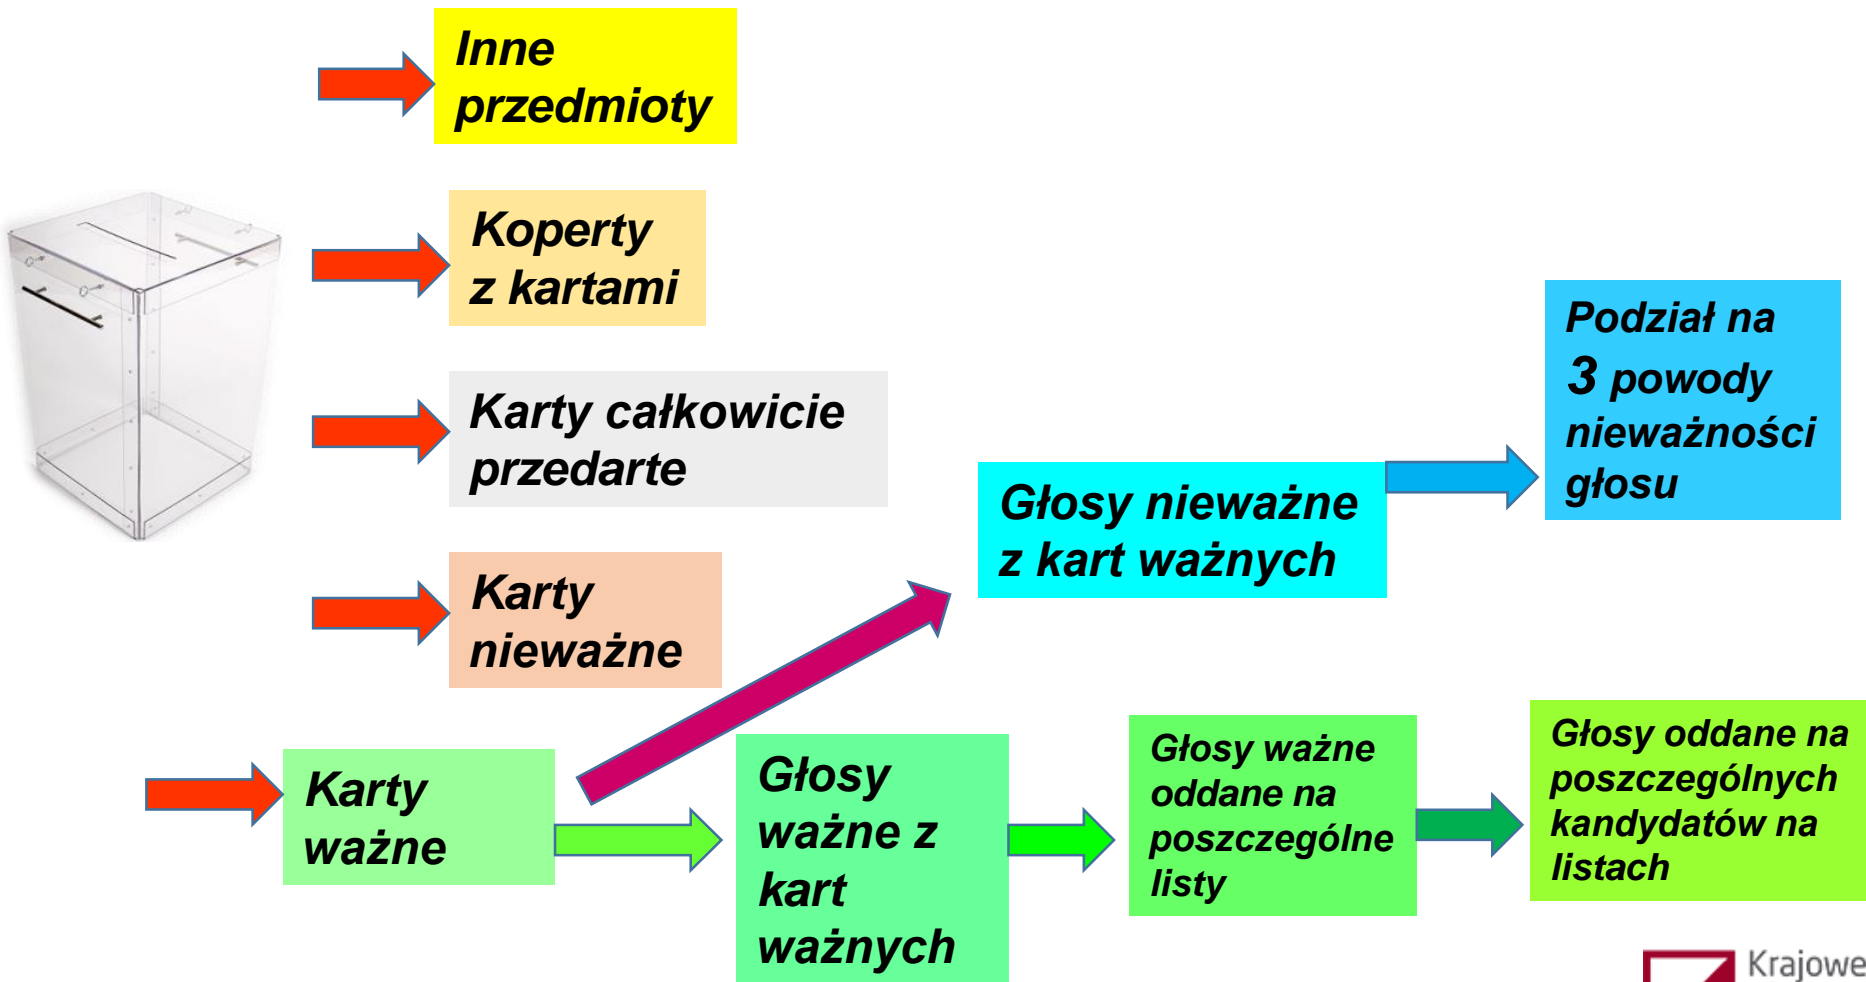 Inne
przedmioty
Koperty
z kartami
Karty całkowicie
przedarte
Karty
nieważne
Głosy nieważne
z kart ważnych
Podział na
3 powody
nieważności
głosu
Karty
ważne
Głosy
ważne z
kart
ważnych
Głosy ważne
oddane na
poszczególne
listy
Głosy oddane na
poszczególnych
kandydatów na
listach
Krajowe